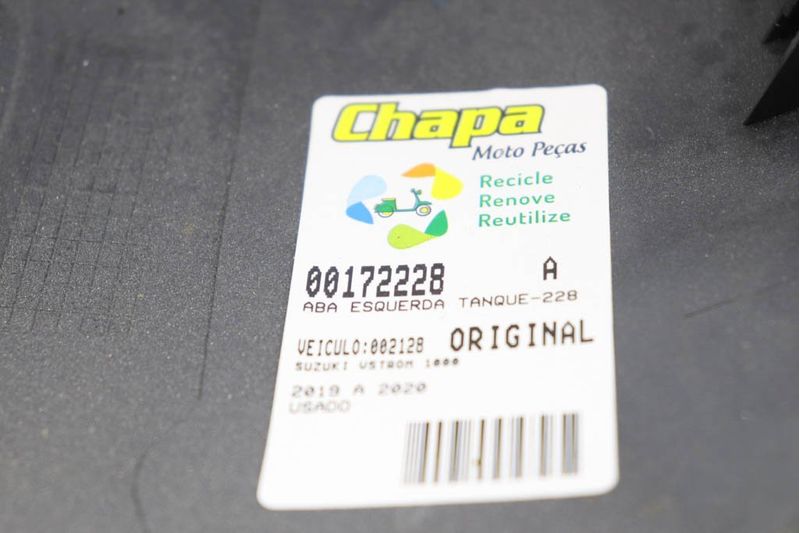 Chapa
Moto Peças
Recicle
Renove
Reutilize
00172228 A
ABA ESQUERDA TANQUE-228
VEICULO:002128 ORIGINAL
SUZUKI VSTROM 1000
2019 A 2020
USADO